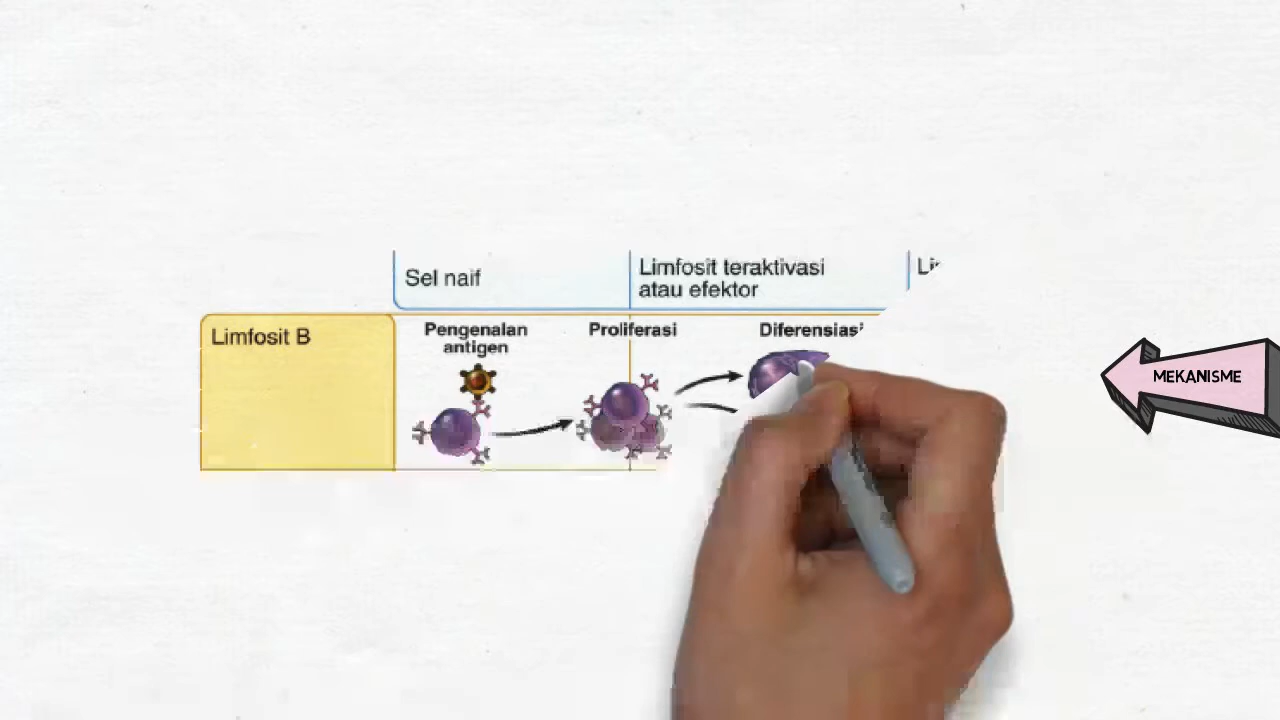 Sel naif
Limfosit teraktivasi
atau efektor
Limfosit B
Pengenalan
antigen
Proliferasi
MEKANISME